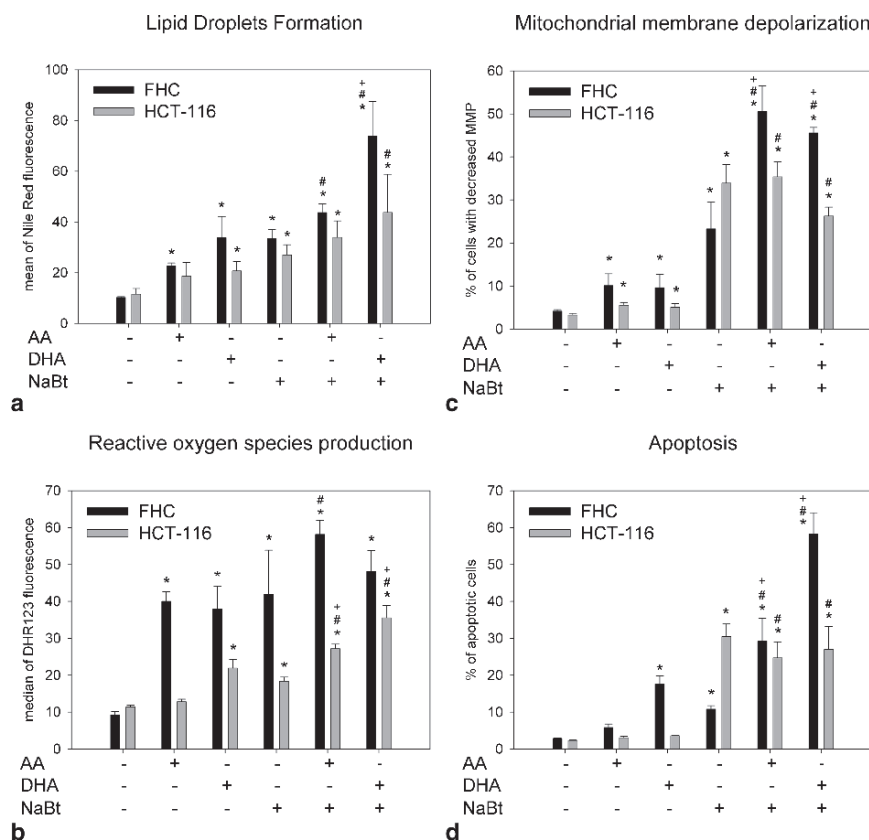 Lipid Droplets Formation
mean of Nile Red fluorescence
100
80
60
40
20
0
FHC
HCT-116
*
*
*
*
*
#
*
*
+
#
*
#
*
AA - + - - + -
DHA - - + - - +
NaBt - - - + + +
a
Mitochondrial membrane depolarization
% of cells with decreased MMP
60
50
40
30
20
10
0
FHC
HCT-116
*
*
*
*
*
*
+
#
*
#
*
+
#
*
#
*
AA - + - - + -
DHA - - + - - +
NaBt - - - + + +
c
Reactive oxygen species production
median of DHR123 fluorescence
70
60
50
40
30
20
10
0
FHC
HCT-116
*
*
*
*
*
#
*
+
#
*
*
+
#
*
AA - + - - + -
DHA - - + - - +
NaBt - - - + + +
b
Apoptosis
% of apoptotic cells
70
60
50
40
30
20
10
0
FHC
HCT-116
*
*
*
+
#
*
#
*
+
#
*
#
*
AA - + - - + -
DHA - - + - - +
NaBt - - - + + +
d